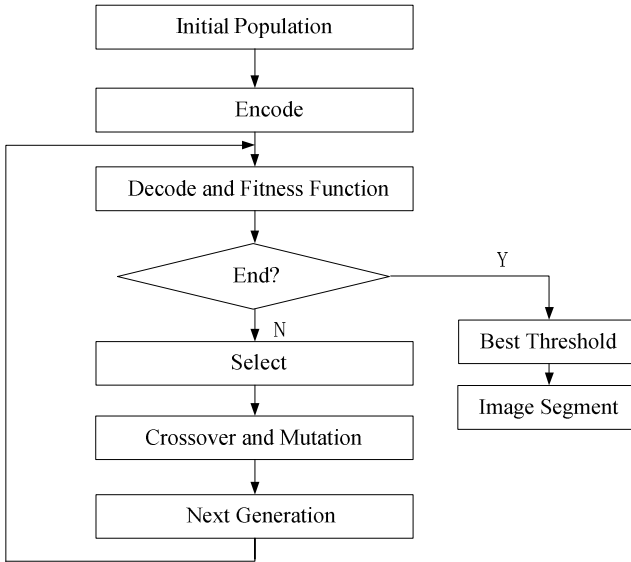 Initial Population
Encode
Decode and Fitness Function
End?
Y
N
Best Threshold
Select
Image Segment
Crossover and Mutation
Next Generation